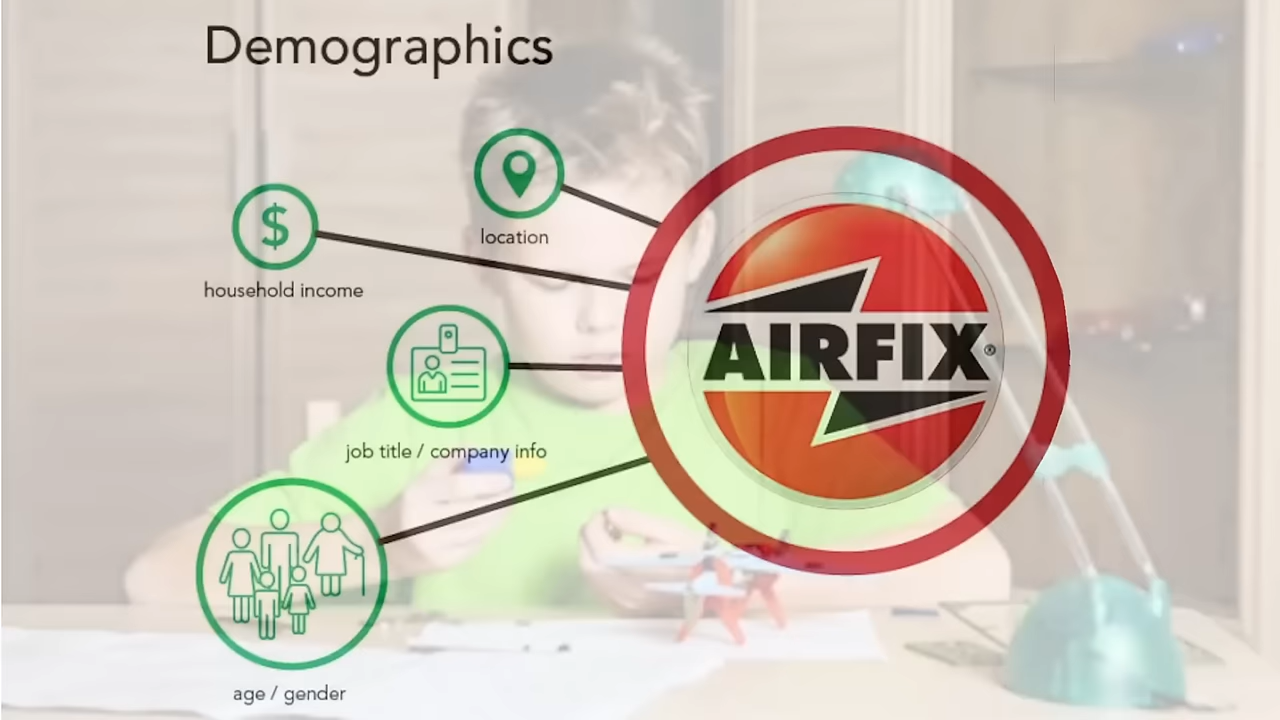 Demographics
location
$
household income
AIRFIX®
job title / company info
age / gender